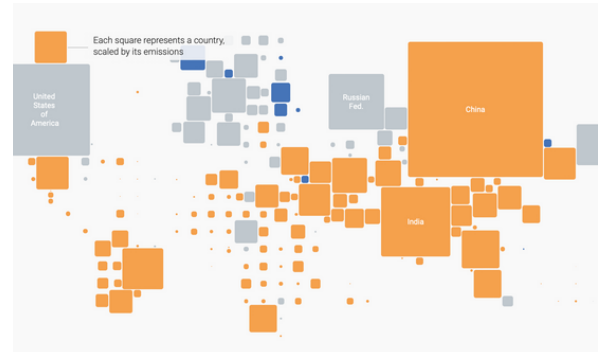 Each square represents a country,
scaled by its emissions
United
States
of
America
Russian
Fed.
China
India